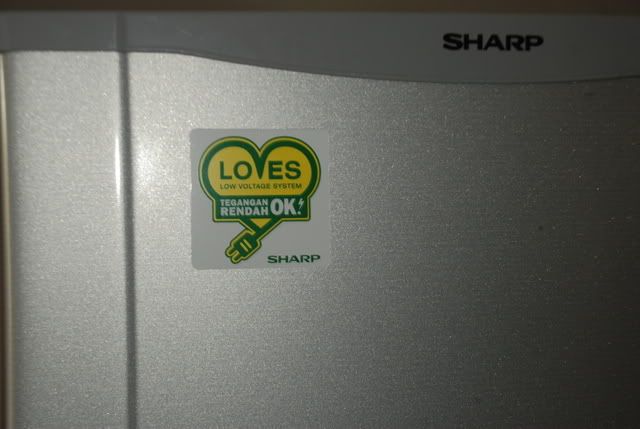 SHARP
LOVES
LOW VOLTAGE SYSTEM
TEGANGAN
RENDAH OK!
SHARP